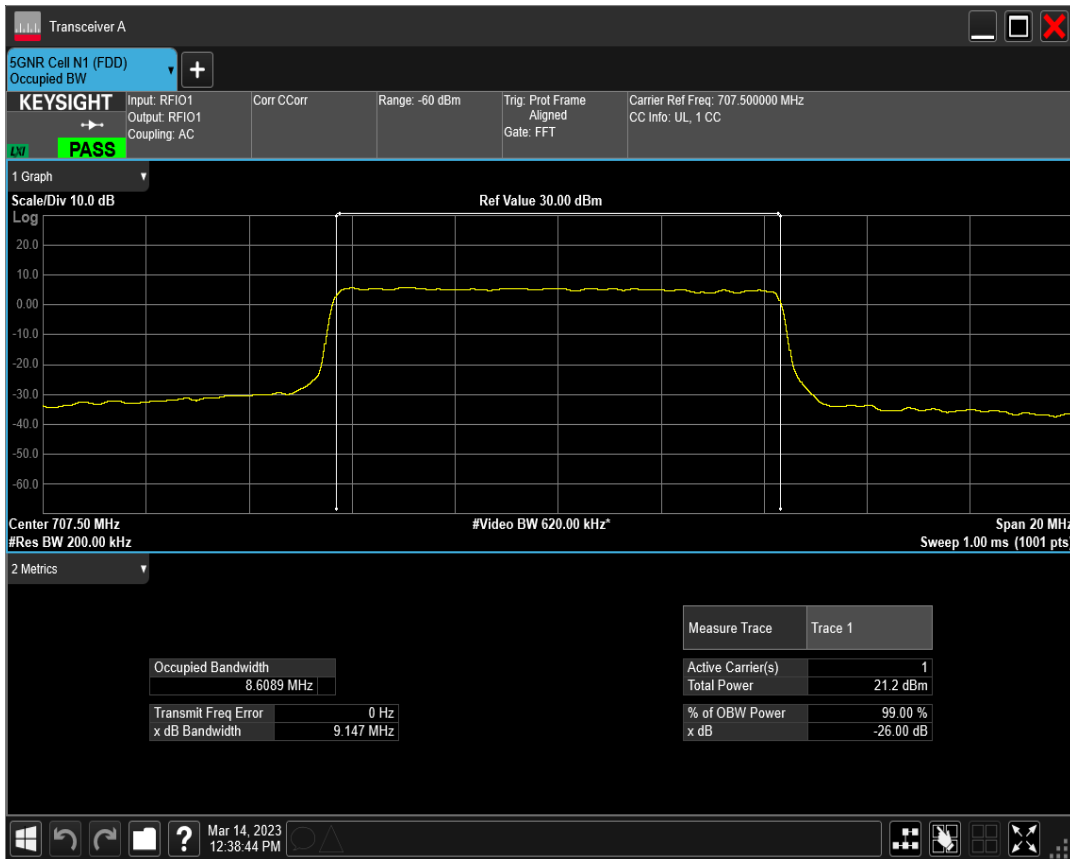 Transceiver A
5GNR Cell N1 (FDD)
Occupied BW
+
KEYSIGHT
LXI
PASS
Input: RFIO1
Output: RFIO1
Coupling: AC
Corr CCorr
Range: -60 dBm
Trig: Prot Frame
Aligned
Gate: FFT
Carrier Ref Freq: 707.500000 MHz
CC Info: UL, 1 CC
1 Graph
Scale/Div 10.0 dB
Ref Value 30.00 dBm
Log
20.0
10.0
0.00
-10.0
-20.0
-30.0
-40.0
-50.0
-60.0
Center 707.50 MHz
#Video BW 620.00 kHz*
Span 20 MHz
#Res BW 200.00 kHz
Sweep 1.00 ms (1001 pts)
2 Metrics
Measure Trace Trace 1
Occupied Bandwidth
8.6089 MHz
Active Carrier(s) 1
Total Power 21.2 dBm
Transmit Freq Error 0 Hz
x dB Bandwidth 9.147 MHz
% of OBW Power 99.00 %
x dB -26.00 dB
?
Mar 14, 2023
12:38:44 PM